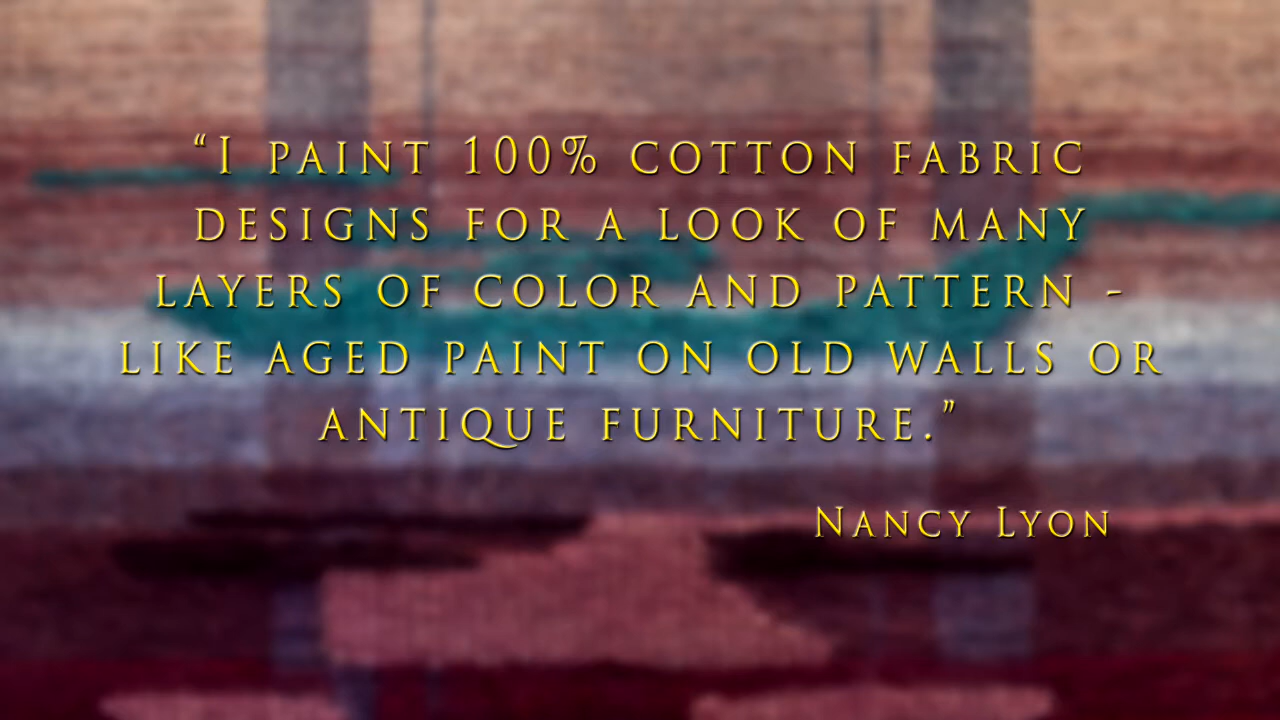 “I PAINT 100% COTTON FABRIC
DESIGNS FOR A LOOK OF MANY
LAYERS OF COLOR AND PATTERN -
LIKE AGED PAINT ON OLD WALLS OR
ANTIQUE FURNITURE.”
NANCY LYON